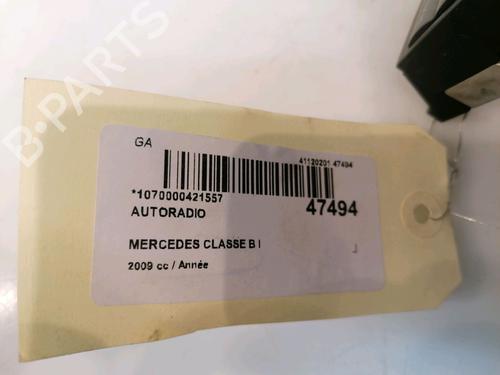 GA
41120201 47494
*1070000421557
47494
AUTORADIO
MERCEDES CLASSE B I
J
2009 cc / Année
B-PARTS